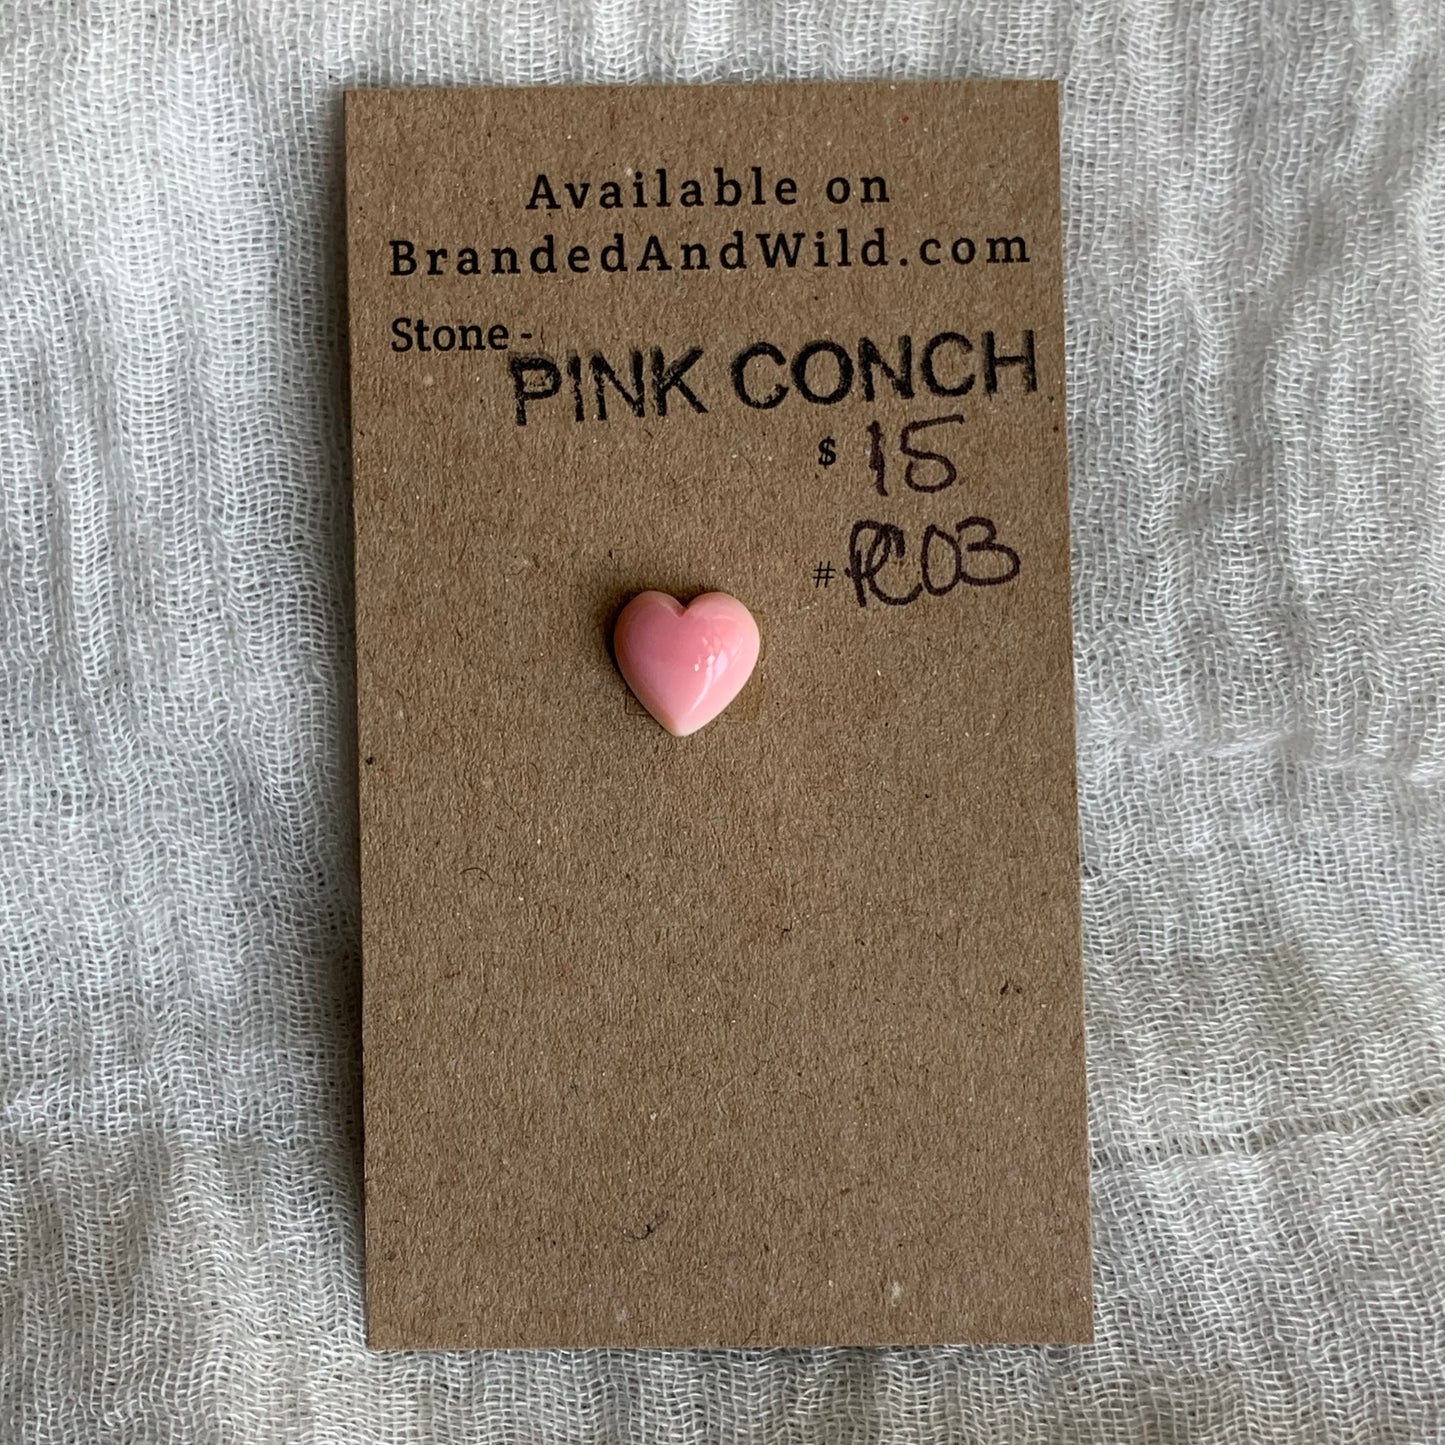 Available on
BrandedAndWild.com
Stone - PINK CONCH
$ 15
# PC03